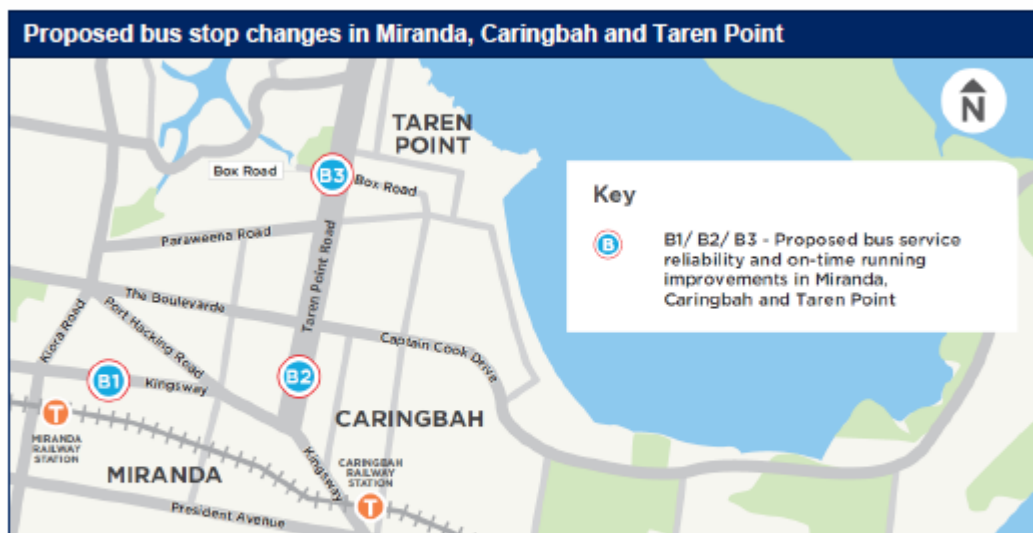 Proposed bus stop changes in Miranda, Caringbah and Taren Point
N
TAREN
POINT
Box Road
B3
Box Road
Key
B
B1/ B2/ B3 - Proposed bus service
reliability and on-time running
improvements in Miranda,
Caringbah and Taren Point
Paraweena Road
Taren Point Road
The Boulevarde
Port Hacking Road
Kiora Road
Captain Cook Drive
B1
Kingsway
B2
T
MIRANDA
RAILWAY
STATION
CARINGBAH
MIRANDA
Kingsway
CARINGBAH
RAILWAY
STATION
T
President Avenue